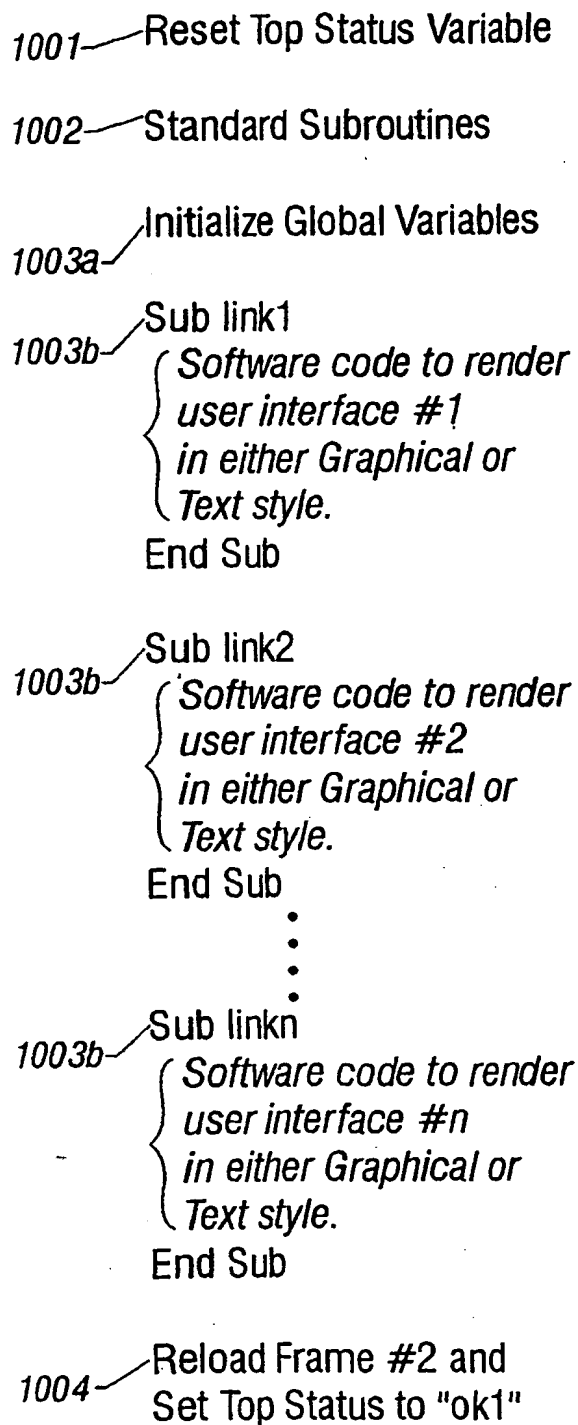 1001 Reset Top Status Variable
1002 Standard Subroutines
Initialize Global Variables
1003a
Sub link1
1003b
Software code to render
user interface #1
in either Graphical or
Text style.
End Sub
Sub link2
1003b
Software code to render
user interface #2
in either Graphical or
Text style.
End Sub
Sub linkn
1003b
Software code to render
user interface #n
in either Graphical or
Text style.
End Sub
Reload Frame #2 and
1004 Set Top Status to "ok1"